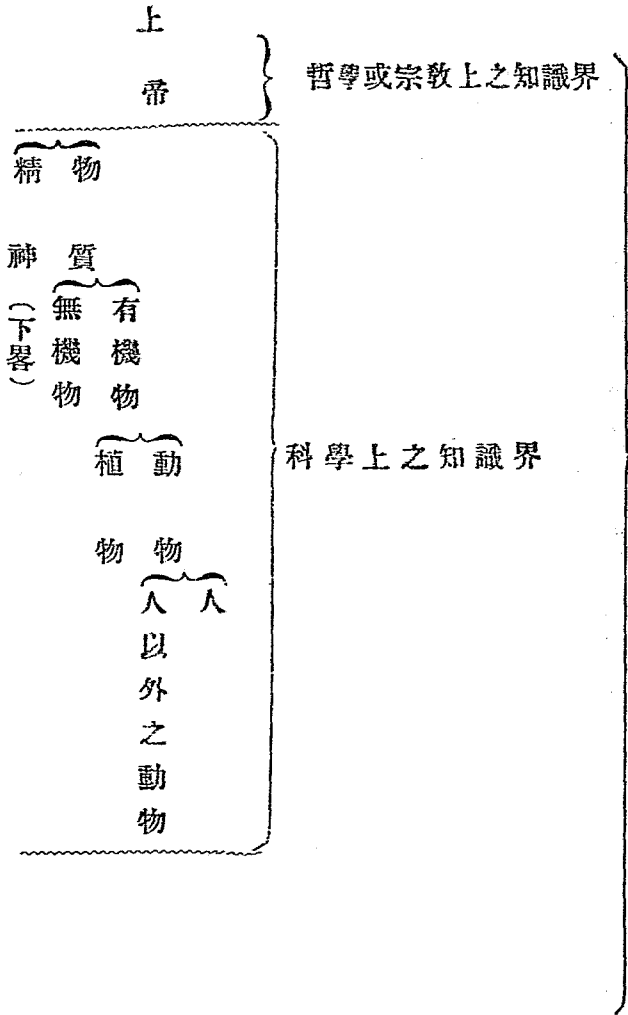 上帝
哲學或宗敎上之知識界
物質
精神
（下畧）
有機物
無機物
動物
植物
人
人以外之動物
科學上之知識界